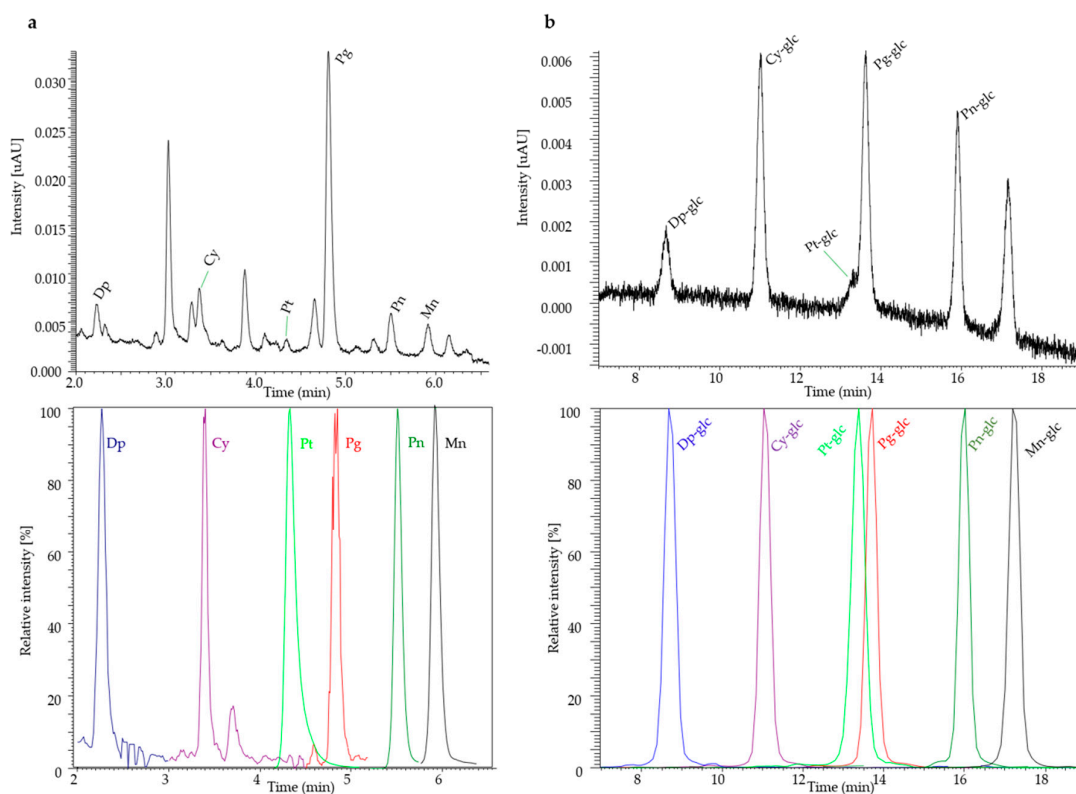 a
b
Intensity [uAU]
0.030
0.025
0.020
0.015
0.010
0.005
0.000
2.0
3.0
4.0
5.0
6.0
Time (min)
Dp
Cy
Pt
Pg
Pn
Mn
Intensity [uAU]
0.006
0.006
0.004
0.002
0.001
0.000
-0.001
8
10
12
14
16
18
Time (min)
Dp-glc
Cy-glc
Pt-glc
Pg-glc
Pn-glc
Relative intensity [%]
100
80
60
40
20
0
2
3
4
5
6
Time (min)
Dp
Cy
Pt
Pg
Pn
Mn
Relative intensity [%]
100
80
60
40
20
0
8
10
12
14
16
18
Time (min)
Dp-glc
Cy-glc
Pt-glc
Pg-glc
Pn-glc
Mn-glc